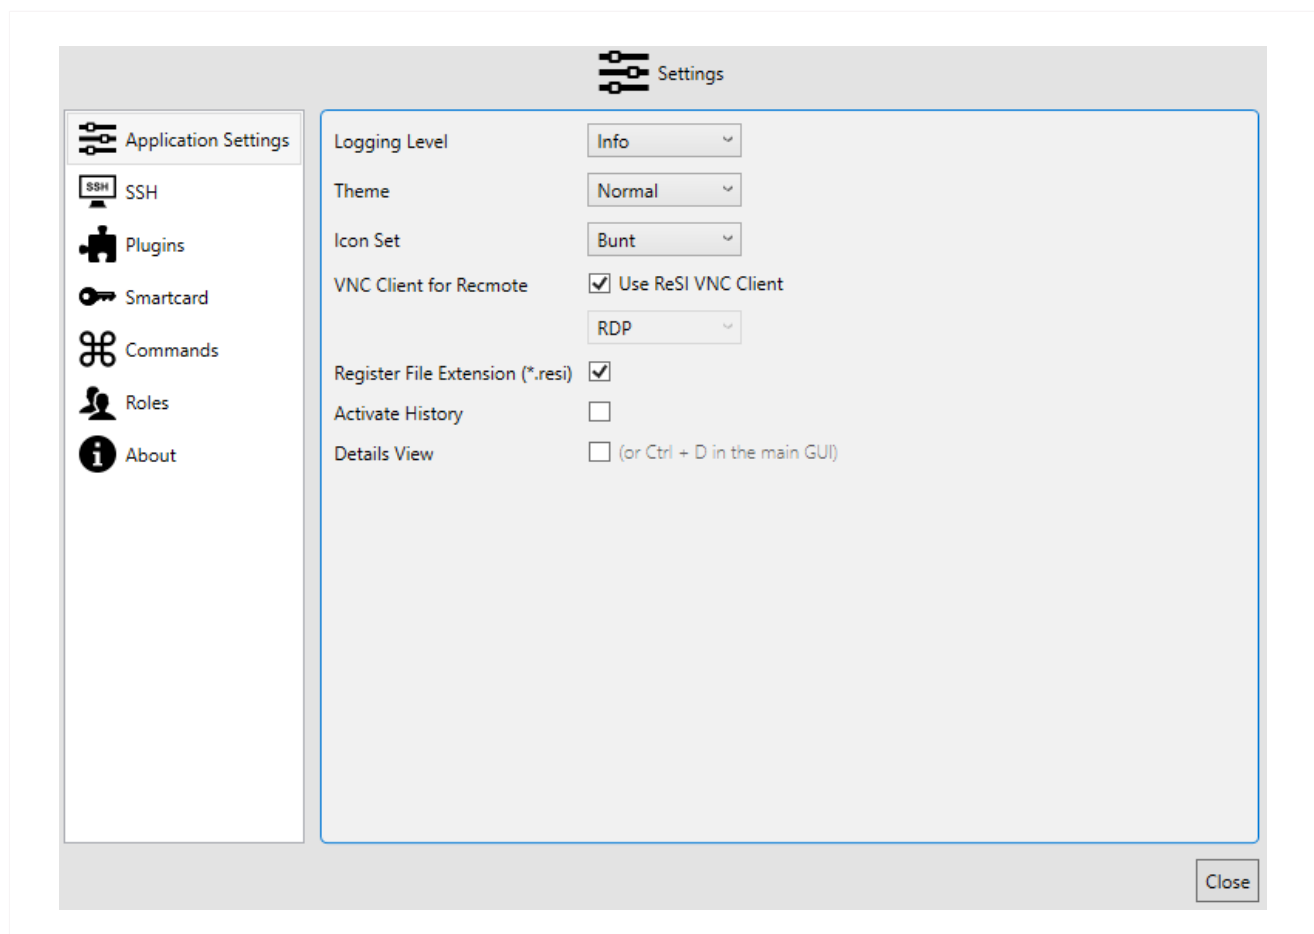 Settings
Application Settings
SSH
SSH
Plugins
Smartcard
Commands
Roles
About
Logging Level
Info
Theme
Normal
Icon Set
Bunt
VNC Client for Recmote
Use ReSI VNC Client
RDP
Register File Extension (*.resi)
Activate History
Details View
(or Ctrl + D in the main GUI)
Close